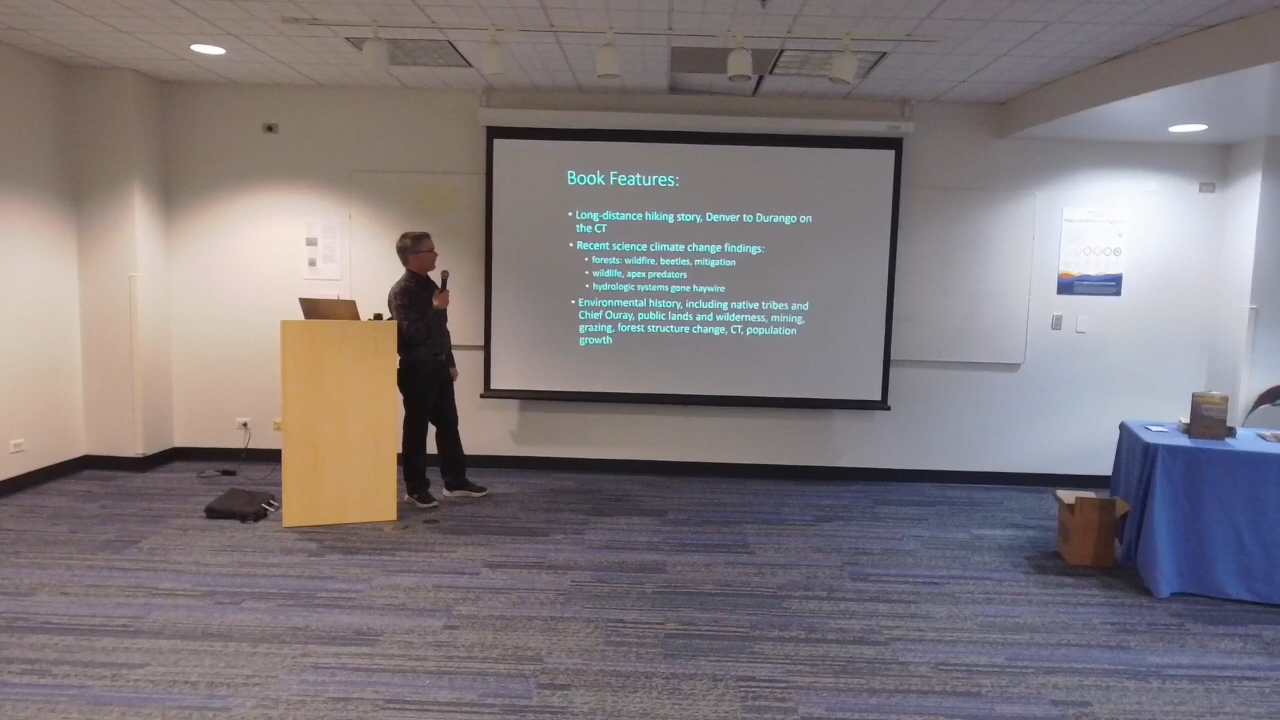 Book Features:
• Long-distance hiking story, Denver to Durango on
the CT
• Recent science climate change findings:
• forests: wildfire, beetles, mitigation
• wildlife, apex predators
• hydrologic systems gone haywire
• Environmental history, including native tribes and
Chief Ouray, public lands and wilderness, mining,
grazing, forest structure change, CT, population
growth